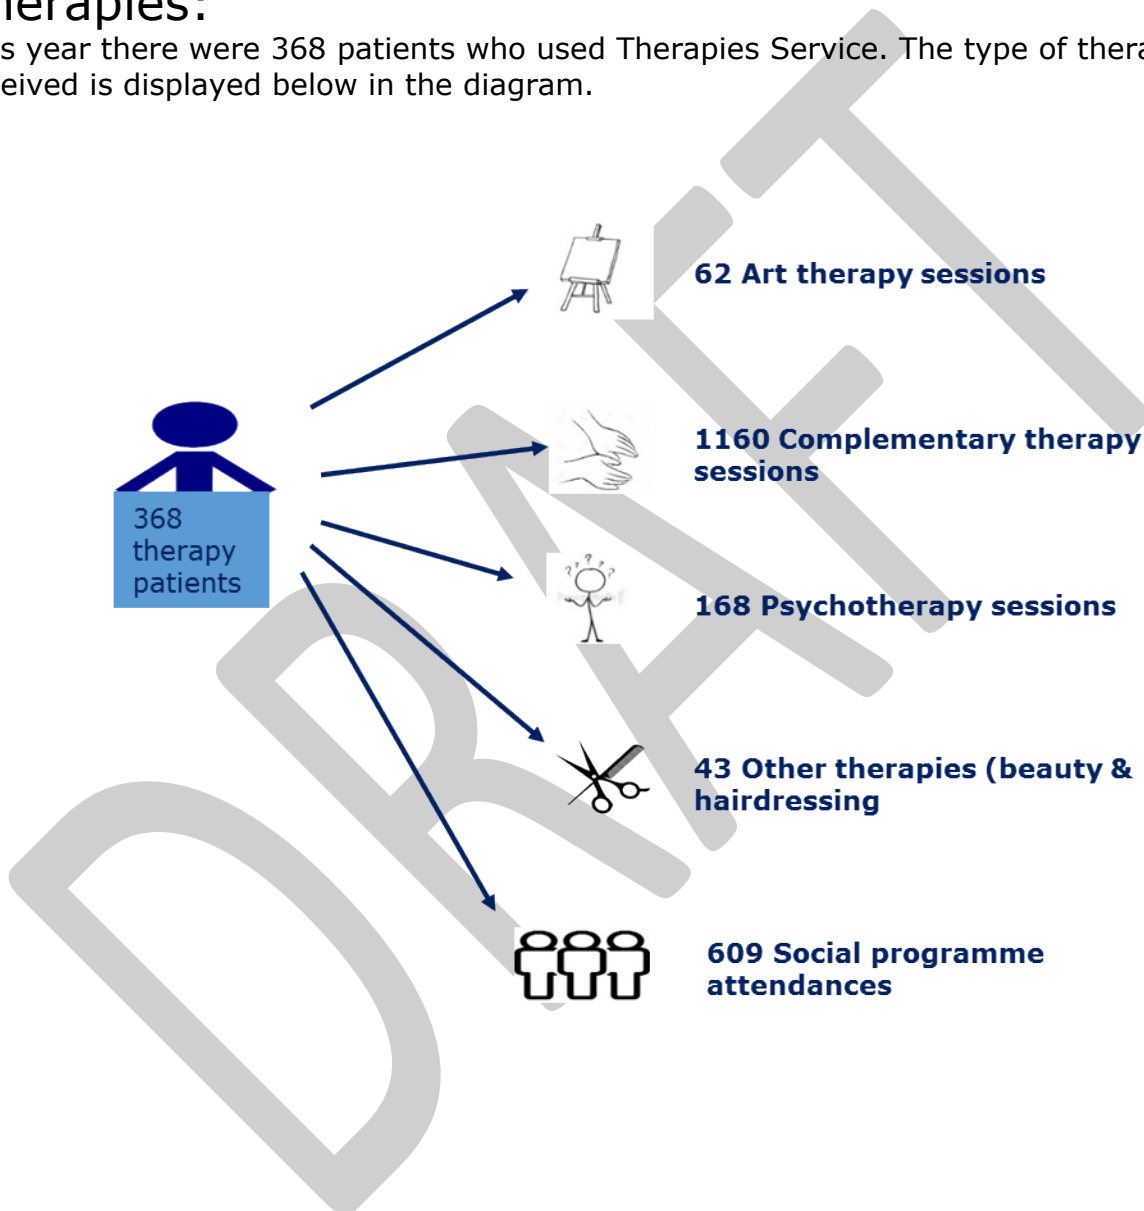 herapies:
s year there were 368 patients who used Therapies Service. The type of thera
eived is displayed below in the diagram.
62 Art therapy sessions
1160 Complementary therapy
sessions
368
therapy
patients
168 Psychotherapy sessions
43 Other therapies (beauty &
hairdressing
609 Social programme
attendances
DRAFT